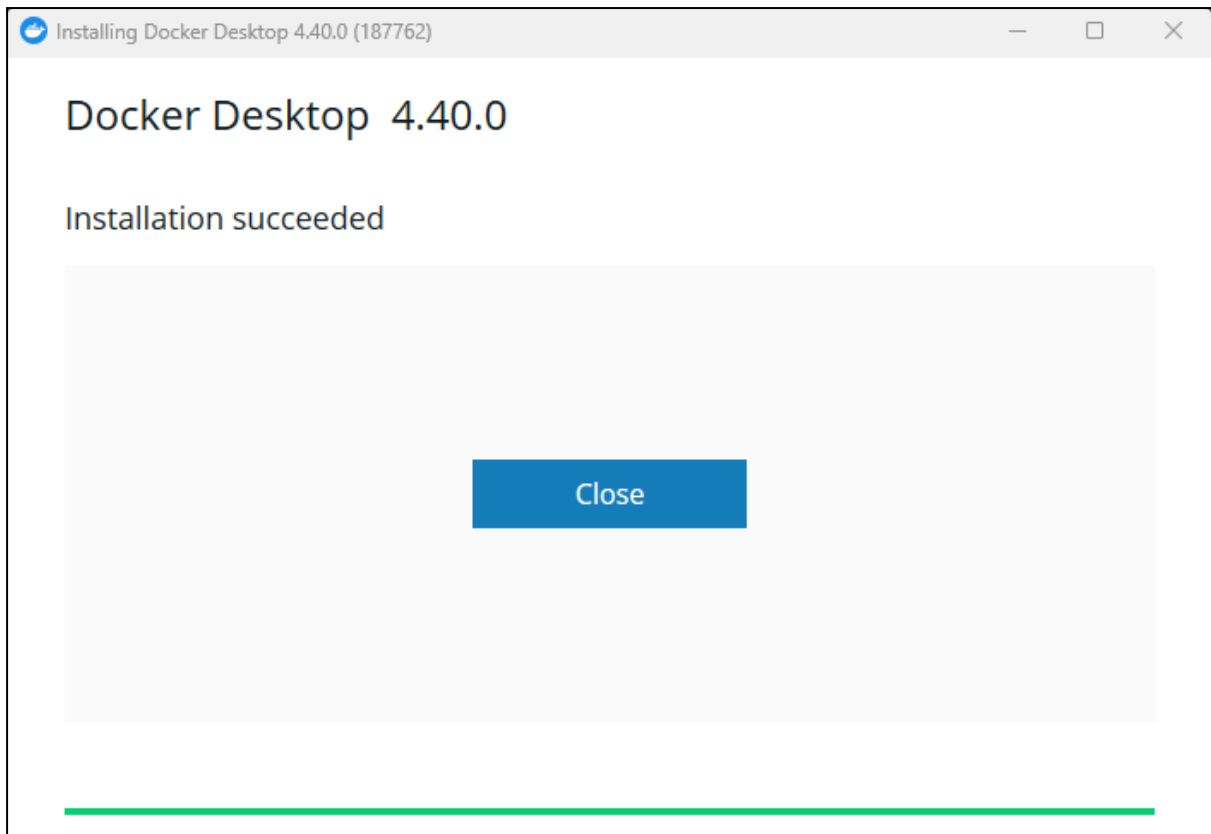 Installing Docker Desktop 4.40.0 (187762)
Docker Desktop 4.40.0
Installation succeeded
Close